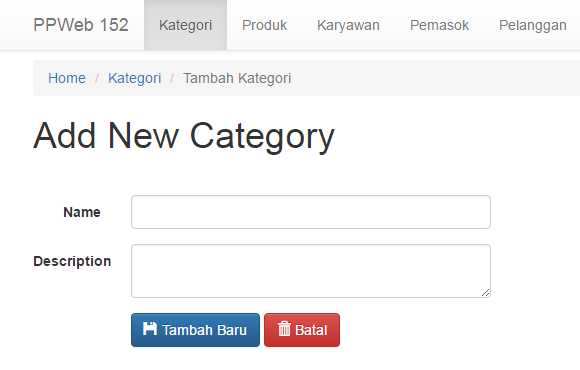 PPWeb 152 Kategori Produk Karyawan Pemasok Pelanggan
Home / Kategori / Tambah Kategori
Add New Category
Name
Description
Tambah Baru Batal